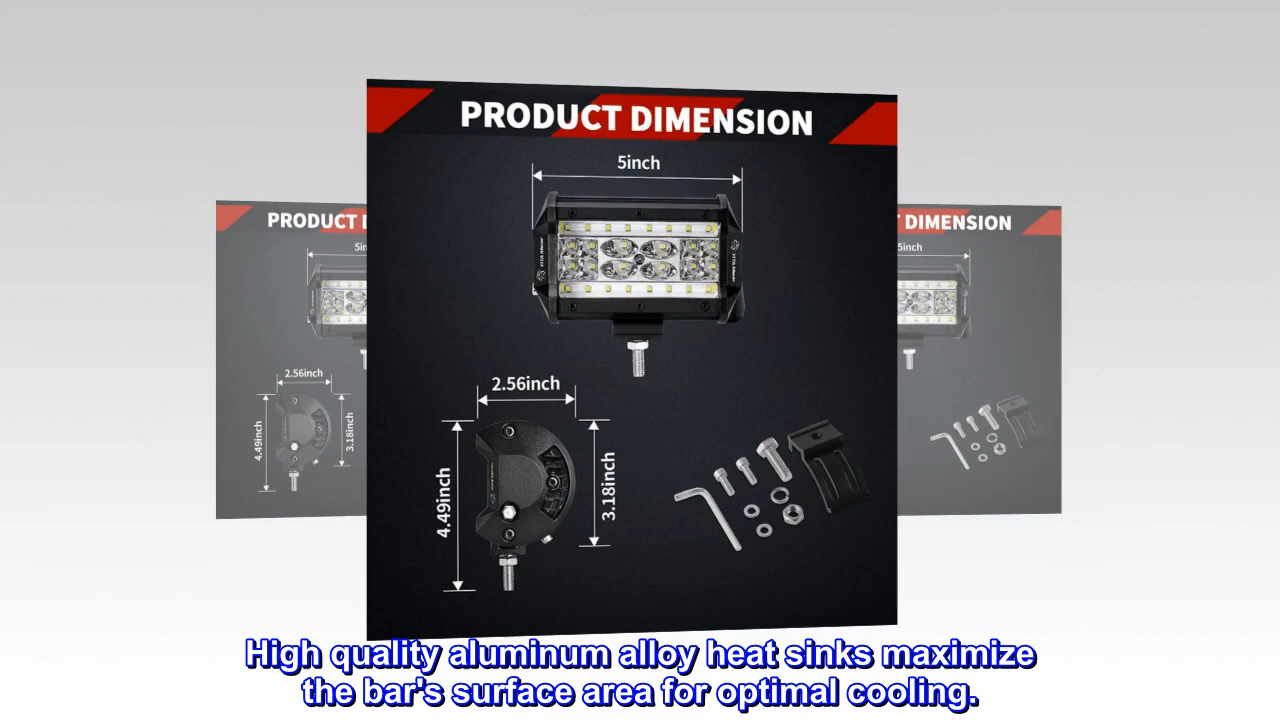 PRODUCT DIMENSION
5inch
2.56inch
4.49inch
3.18inch
PRODUCT
5in
2.56inch
4.49inch
3.18inch
DIMENSION
5inch
High quality aluminum alloy heat sinks maximize
the bar's surface area for optimal cooling.